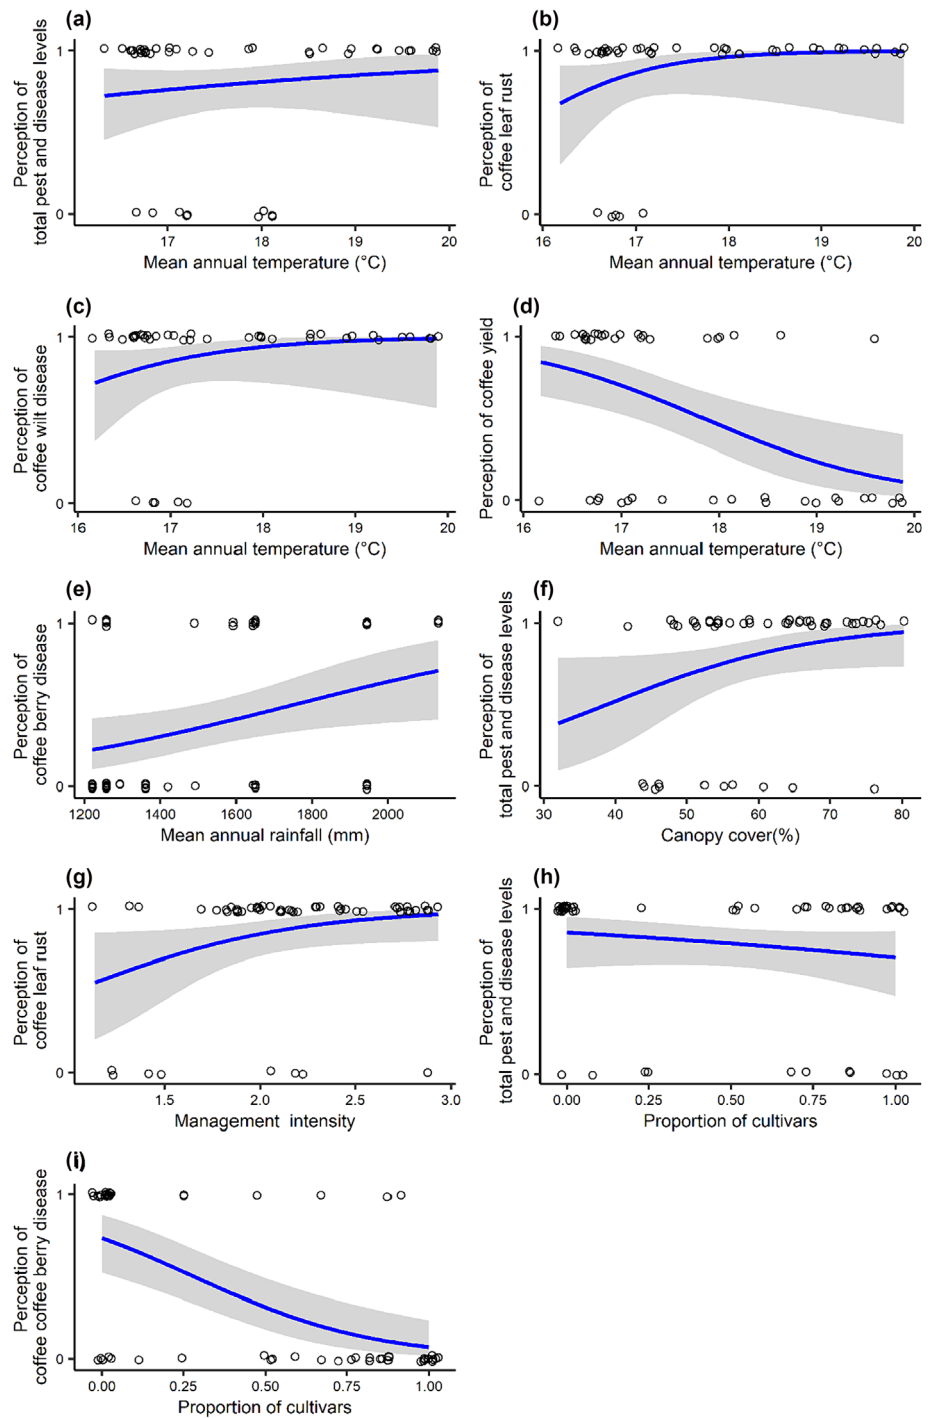 (a)
Perception of
total pest and disease levels
1
0
17 18 19 20
Mean annual temperature (°C)
(b)
Perception of
coffee leaf rust
1
0
16 17 18 19 20
Mean annual temperature (°C)
(c)
Perception of
coffee wilt disease
1
0
16 17 18 19 20
Mean annual temperature (°C)
(d)
Perception of coffee yield
1
0
16 17 18 19 20
Mean annual temperature (°C)
(e)
Perception of
coffee berry disease
1
0
1200 1400 1600 1800 2000
Mean annual rainfall (mm)
(f)
Perception of
total pest and disease levels
1
0
30 40 50 60 70 80
Canopy cover(%)
(g)
Perception of
coffee leaf rust
1
0
1.5 2.0 2.5 3.0
Management intensity
(h)
Perception of
total pest and disease levels
1
0
0.00 0.25 0.50 0.75 1.00
Proportion of cultivars
(i)
Perception of
coffee coffee berry disease
1
0
0.00 0.25 0.50 0.75 1.00
Proportion of cultivars